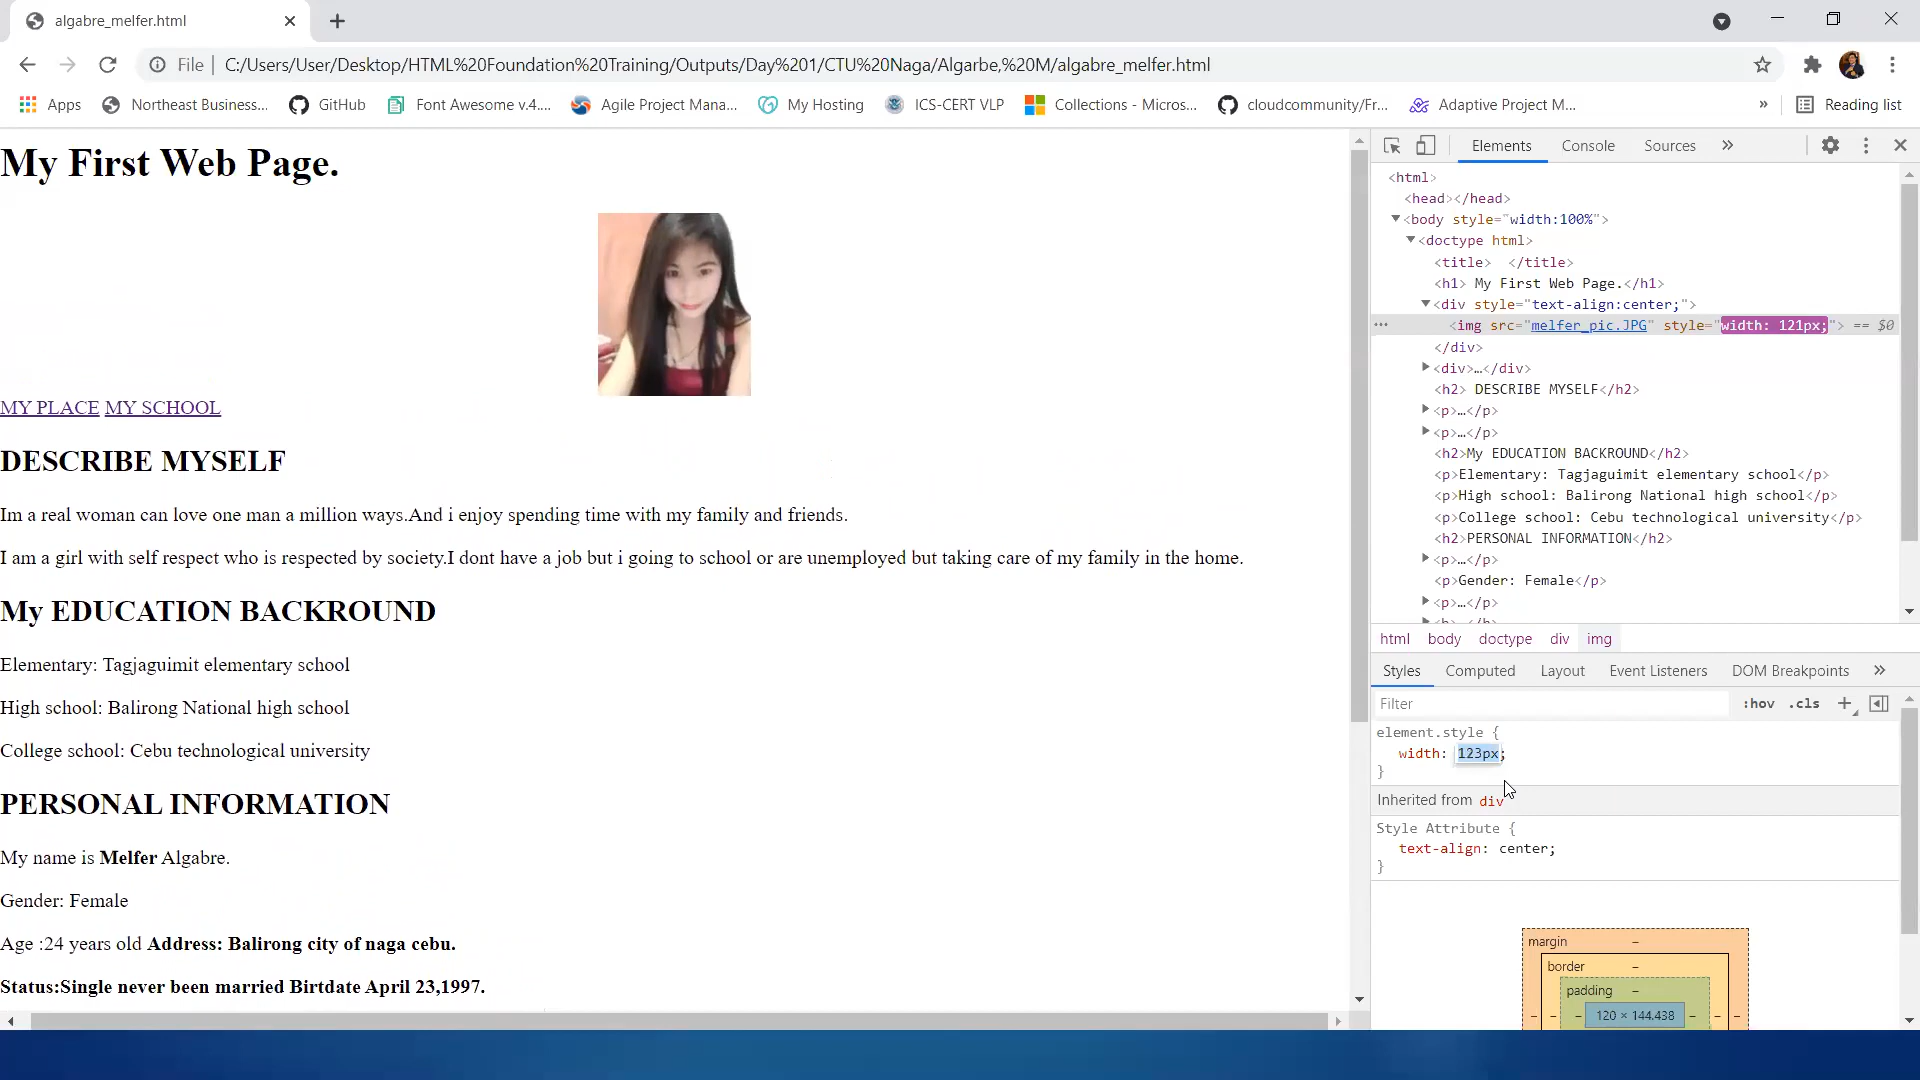 algabre_melfer.html
File | C:/Users/User/Desktop/HTML%20Foundation%20Training/Outputs/Day%201/CTU%20Naga/Algarbe,%20M/algabre_melfer.html
Apps Northeast Business... GitHub Font Awesome v.4.... Agile Project Mana... My Hosting ICS-CERT VLP Collections - Micros... cloudcommunity/Fr... Adaptive Project M... » Reading list
My First Web Page.
MY PLACE MY SCHOOL
DESCRIBE MYSELF
Im a real woman can love one man a million ways.And i enjoy spending time with my family and friends.
I am a girl with self respect who is respected by society.I dont have a job but i going to school or are unemployed but taking care of my family in the home.
My EDUCATION BACKROUND
Elementary: Tagjaguimit elementary school
High school: Balirong National high school
College school: Cebu technological university
PERSONAL INFORMATION
My name is Melfer Algabre.
Gender: Female
Age :24 years old Address: Balirong city of naga cebu.
Status:Single never been married Birtdate April 23,1997.
Elements Console Sources »
<html>
<head></head>
<body style="width:100%">
<doctype html>
<title> </title>
<h1> My First Web Page.</h1>
<div style="text-align:center;">
<img src="melfer_pic.JPG" style="width: 121px;"> == $0
</div>
<div>…</div>
<h2> DESCRIBE MYSELF</h2>
<p>…</p>
<p>…</p>
<h2>My EDUCATION BACKROUND</h2>
<p>Elementary: Tagjaguimit elementary school</p>
<p>High school: Balirong National high school</p>
<p>College school: Cebu technological university</p>
<h2>PERSONAL INFORMATION</h2>
<p>…</p>
<p>Gender: Female</p>
<p>…</p>
html body doctype div img
Styles Computed Layout Event Listeners DOM Breakpoints »
Filter :hov .cls +
element.style {
width: 123px;
}
Inherited from div
Style Attribute {
text-align: center;
}
margin –
border –
padding –
– – – 120 × 144.438 – – –